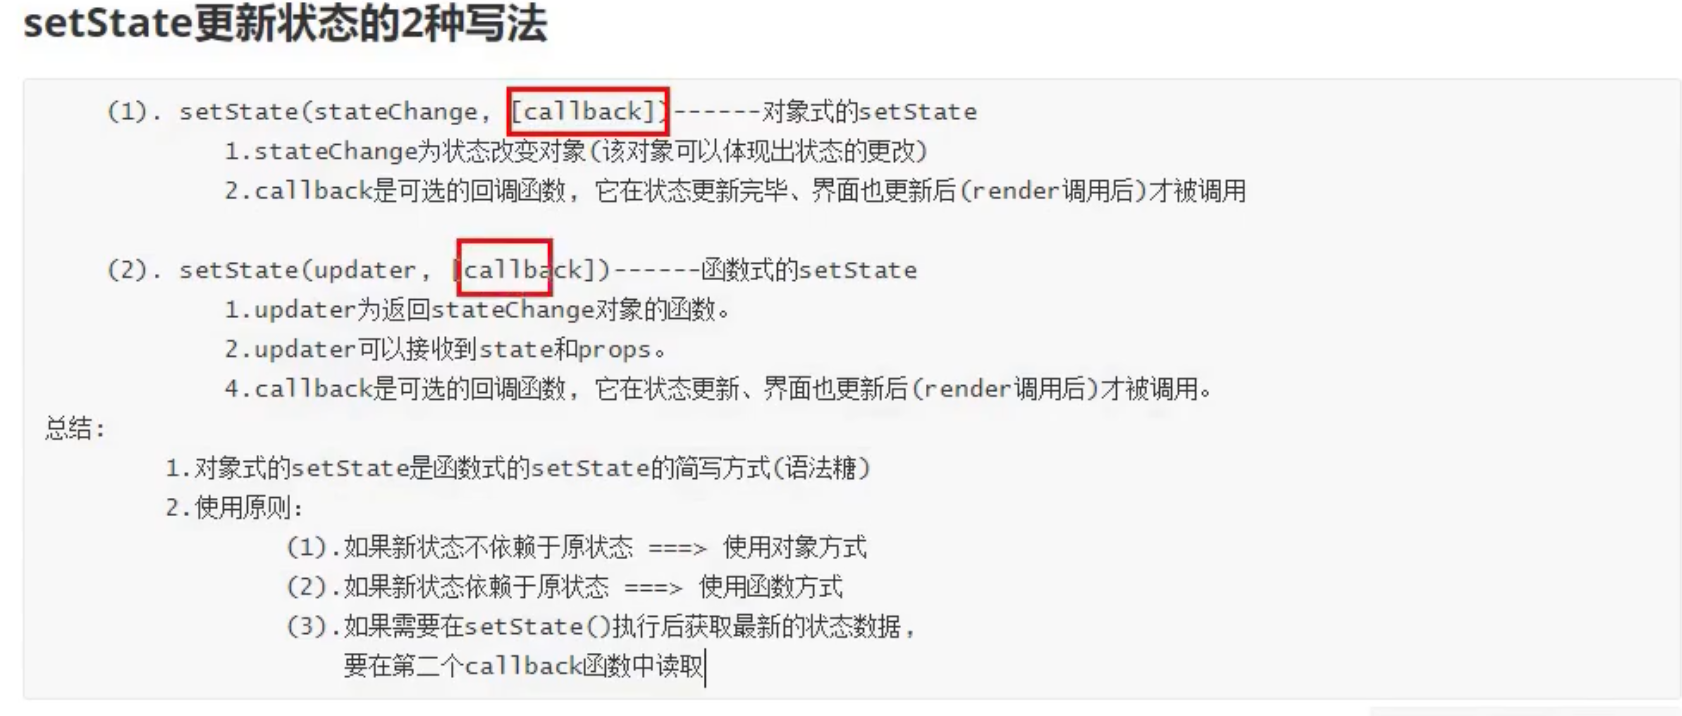 setState更新状态的2种写法
(1). setState(stateChange, [callback])------对象式的setState
1.stateChange为状态改变对象(该对象可以体现出状态的更改)
2.callback是可选的回调函数, 它在状态更新完毕、界面也更新后(render调用后)才被调用
(2). setState(updater, [callback])------函数式的setState
1.updater为返回stateChange对象的函数。
2.updater可以接收到state和props。
4.callback是可选的回调函数, 它在状态更新、界面也更新后(render调用后)才被调用。
总结:
1.对象式的setState是函数式的setState的简写方式(语法糖)
2.使用原则:
(1).如果新状态不依赖于原状态 ===> 使用对象方式
(2).如果新状态依赖于原状态 ===> 使用函数方式
(3).如果需要在setState()执行后获取最新的状态数据,
要在第二个callback函数中读取